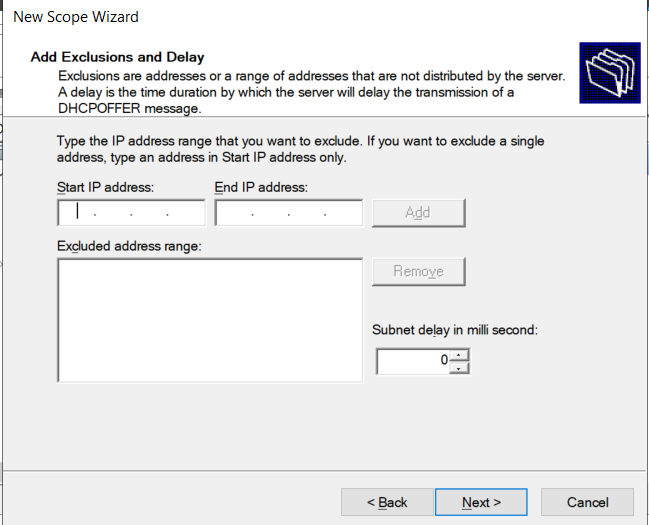 New Scope Wizard
Add Exclusions and Delay
Exclusions are addresses or a range of addresses that are not distributed by the server.
A delay is the time duration by which the server will delay the transmission of a
DHCPOFFER message.
Type the IP address range that you want to exclude. If you want to exclude a single
address, type an address in Start IP address only.
Start IP address: End IP address:
. . . . . . Add
Excluded address range:
Remove
Subnet delay in milli second:
0
< Back Next > Cancel